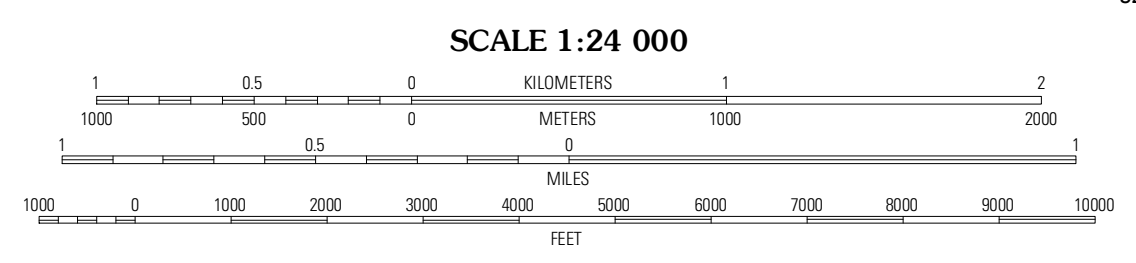 SCALE 1:24 000
1 0.5 0 KILOMETERS 1 2
1000 500 0 METERS 1000 2000
1 0.5 0 1
MILES
1000 0 1000 2000 3000 4000 5000 6000 7000 8000 9000 10000
FEET